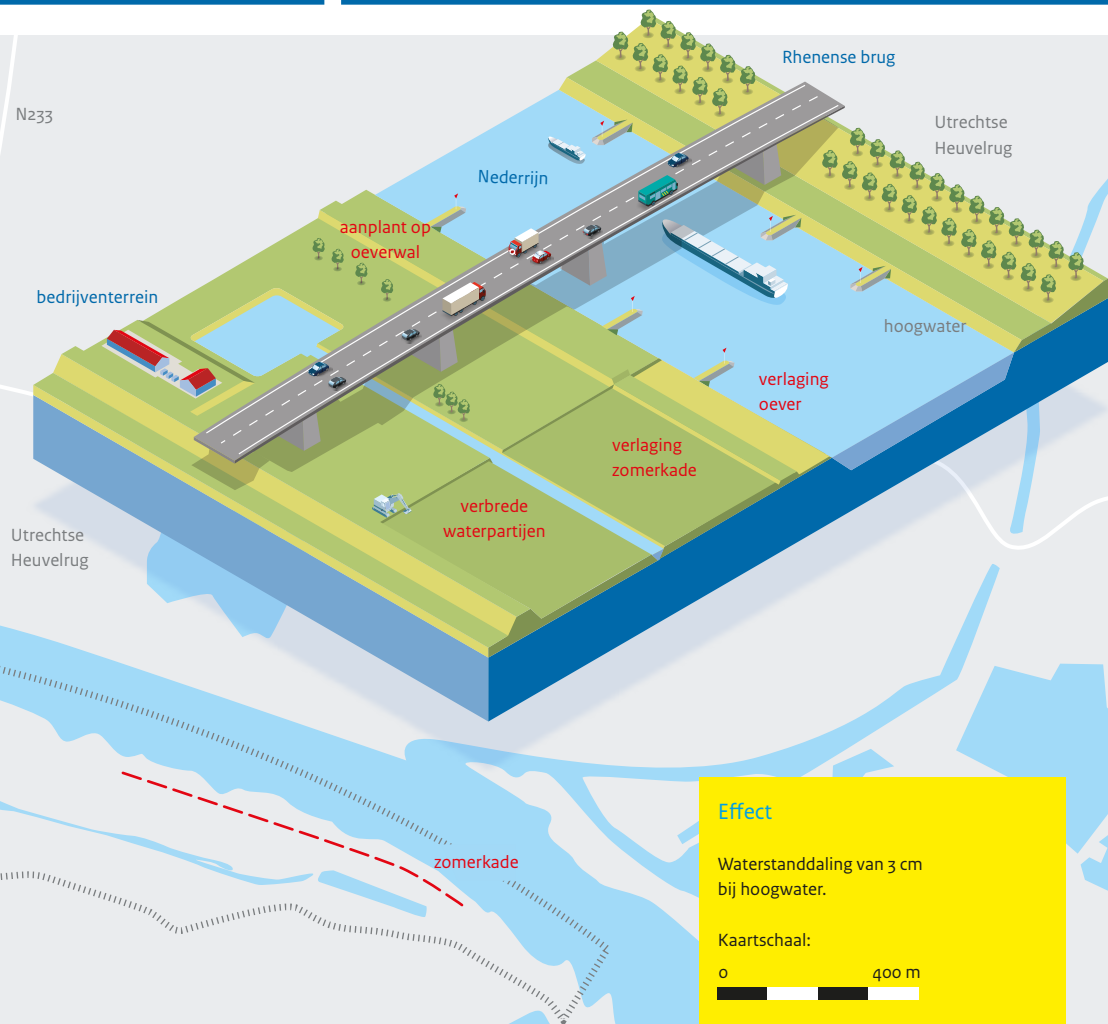 Rhenense brug
N233
Utrechtse
Heuvelrug
Nederrijn
aanplant op
oeverwal
bedrijventerrein
hoogwater
verlaging
oever
verlaging
zomerkade
verbrede
waterpartijen
Utrechtse
Heuvelrug
zomerkade
Effect
Waterstanddaling van 3 cm
bij hoogwater.
Kaartschaal:
0 400 m